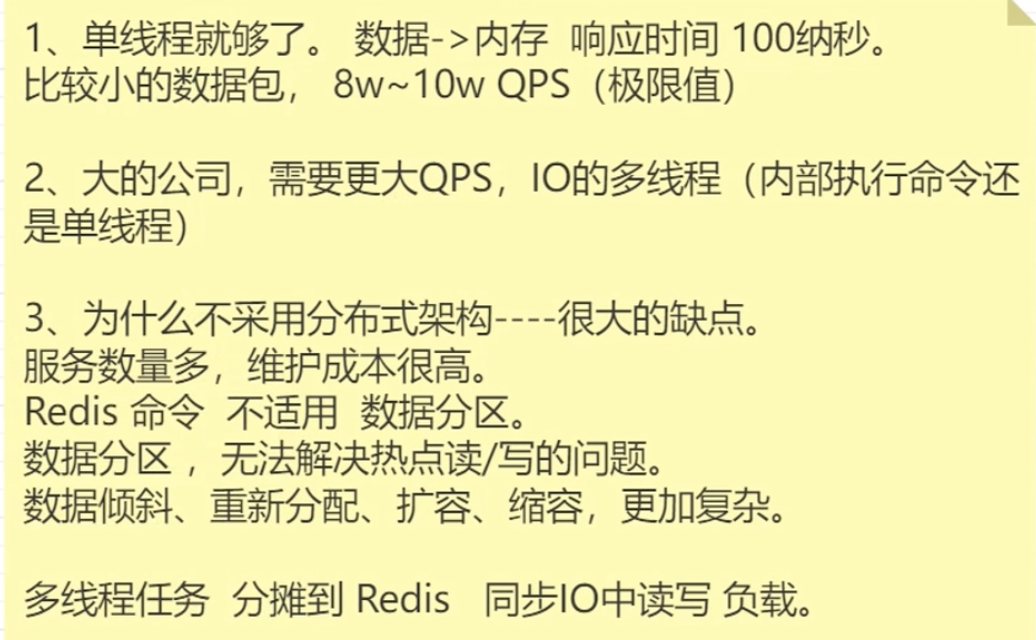 1、单线程就够了。 数据->内存 响应时间 100纳秒。
比较小的数据包， 8w~10w QPS（极限值）
2、大的公司，需要更大QPS，IO的多线程（内部执行命令还
是单线程）
3、为什么不采用分布式架构----很大的缺点。
服务数量多，维护成本很高。
Redis 命令 不适用 数据分区。
数据分区 ，无法解决热点读/写的问题。
数据倾斜、重新分配、扩容、缩容，更加复杂。
多线程任务 分摊到 Redis 同步IO中读写 负载。